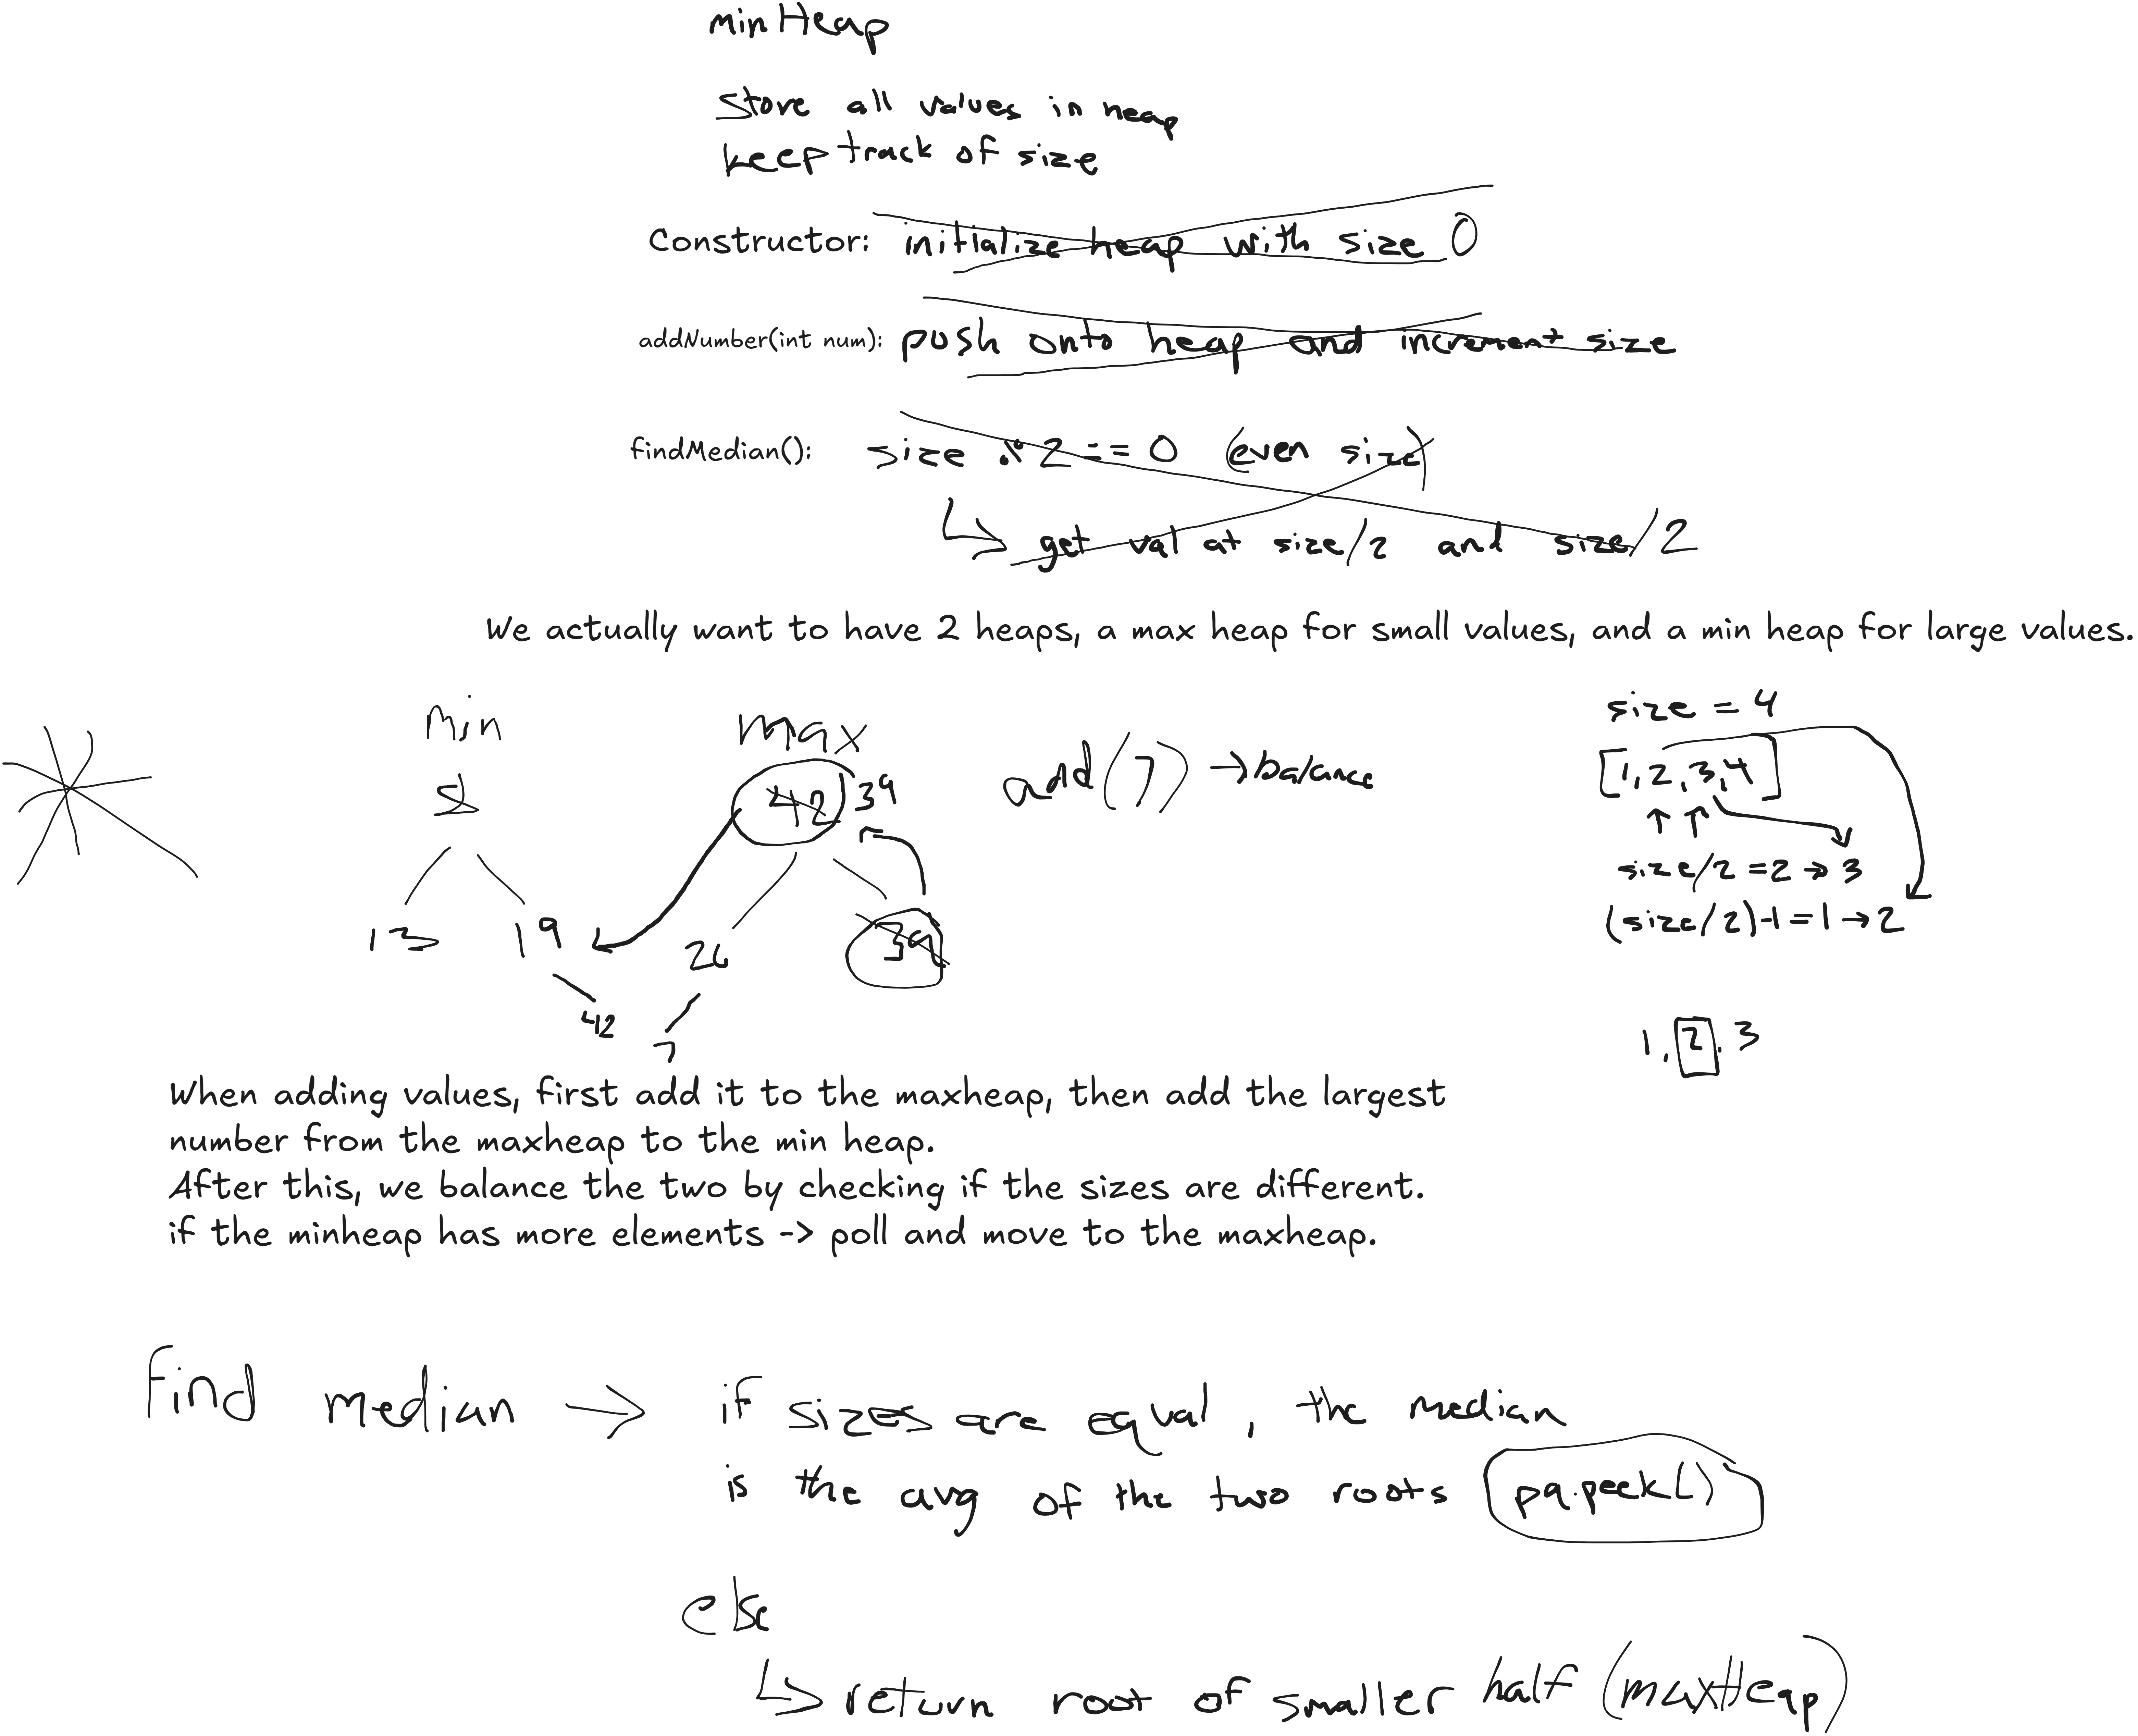 minHeap
store all values in heap
keep track of size
Constructor: initialize heap with size 0
addNumber(int num): push onto heap and increment size
findMedian(): size % 2 == 0 (even size)
get val at size/2 and size/2
We actually want to have 2 heaps, a max heap for small values, and a min heap for large values.
min
max
5
42 39
13
19
26
39
42
7
add(7) → balance
size = 4
[1, 2, 3, 4]
size/2 = 2 → 3
(size/2)-1 = 1 → 2
1, 2, 3
When adding values, first add it to the maxheap, then add the largest
number from the maxheap to the min heap.
After this, we balance the two by checking if the sizes are different.
if the minheap has more elements -> poll and move to the maxheap.
Find median → if sizes are equal, the median
is the avg of the two roots pq.peek()
else
return root of smaller half (maxHeap)